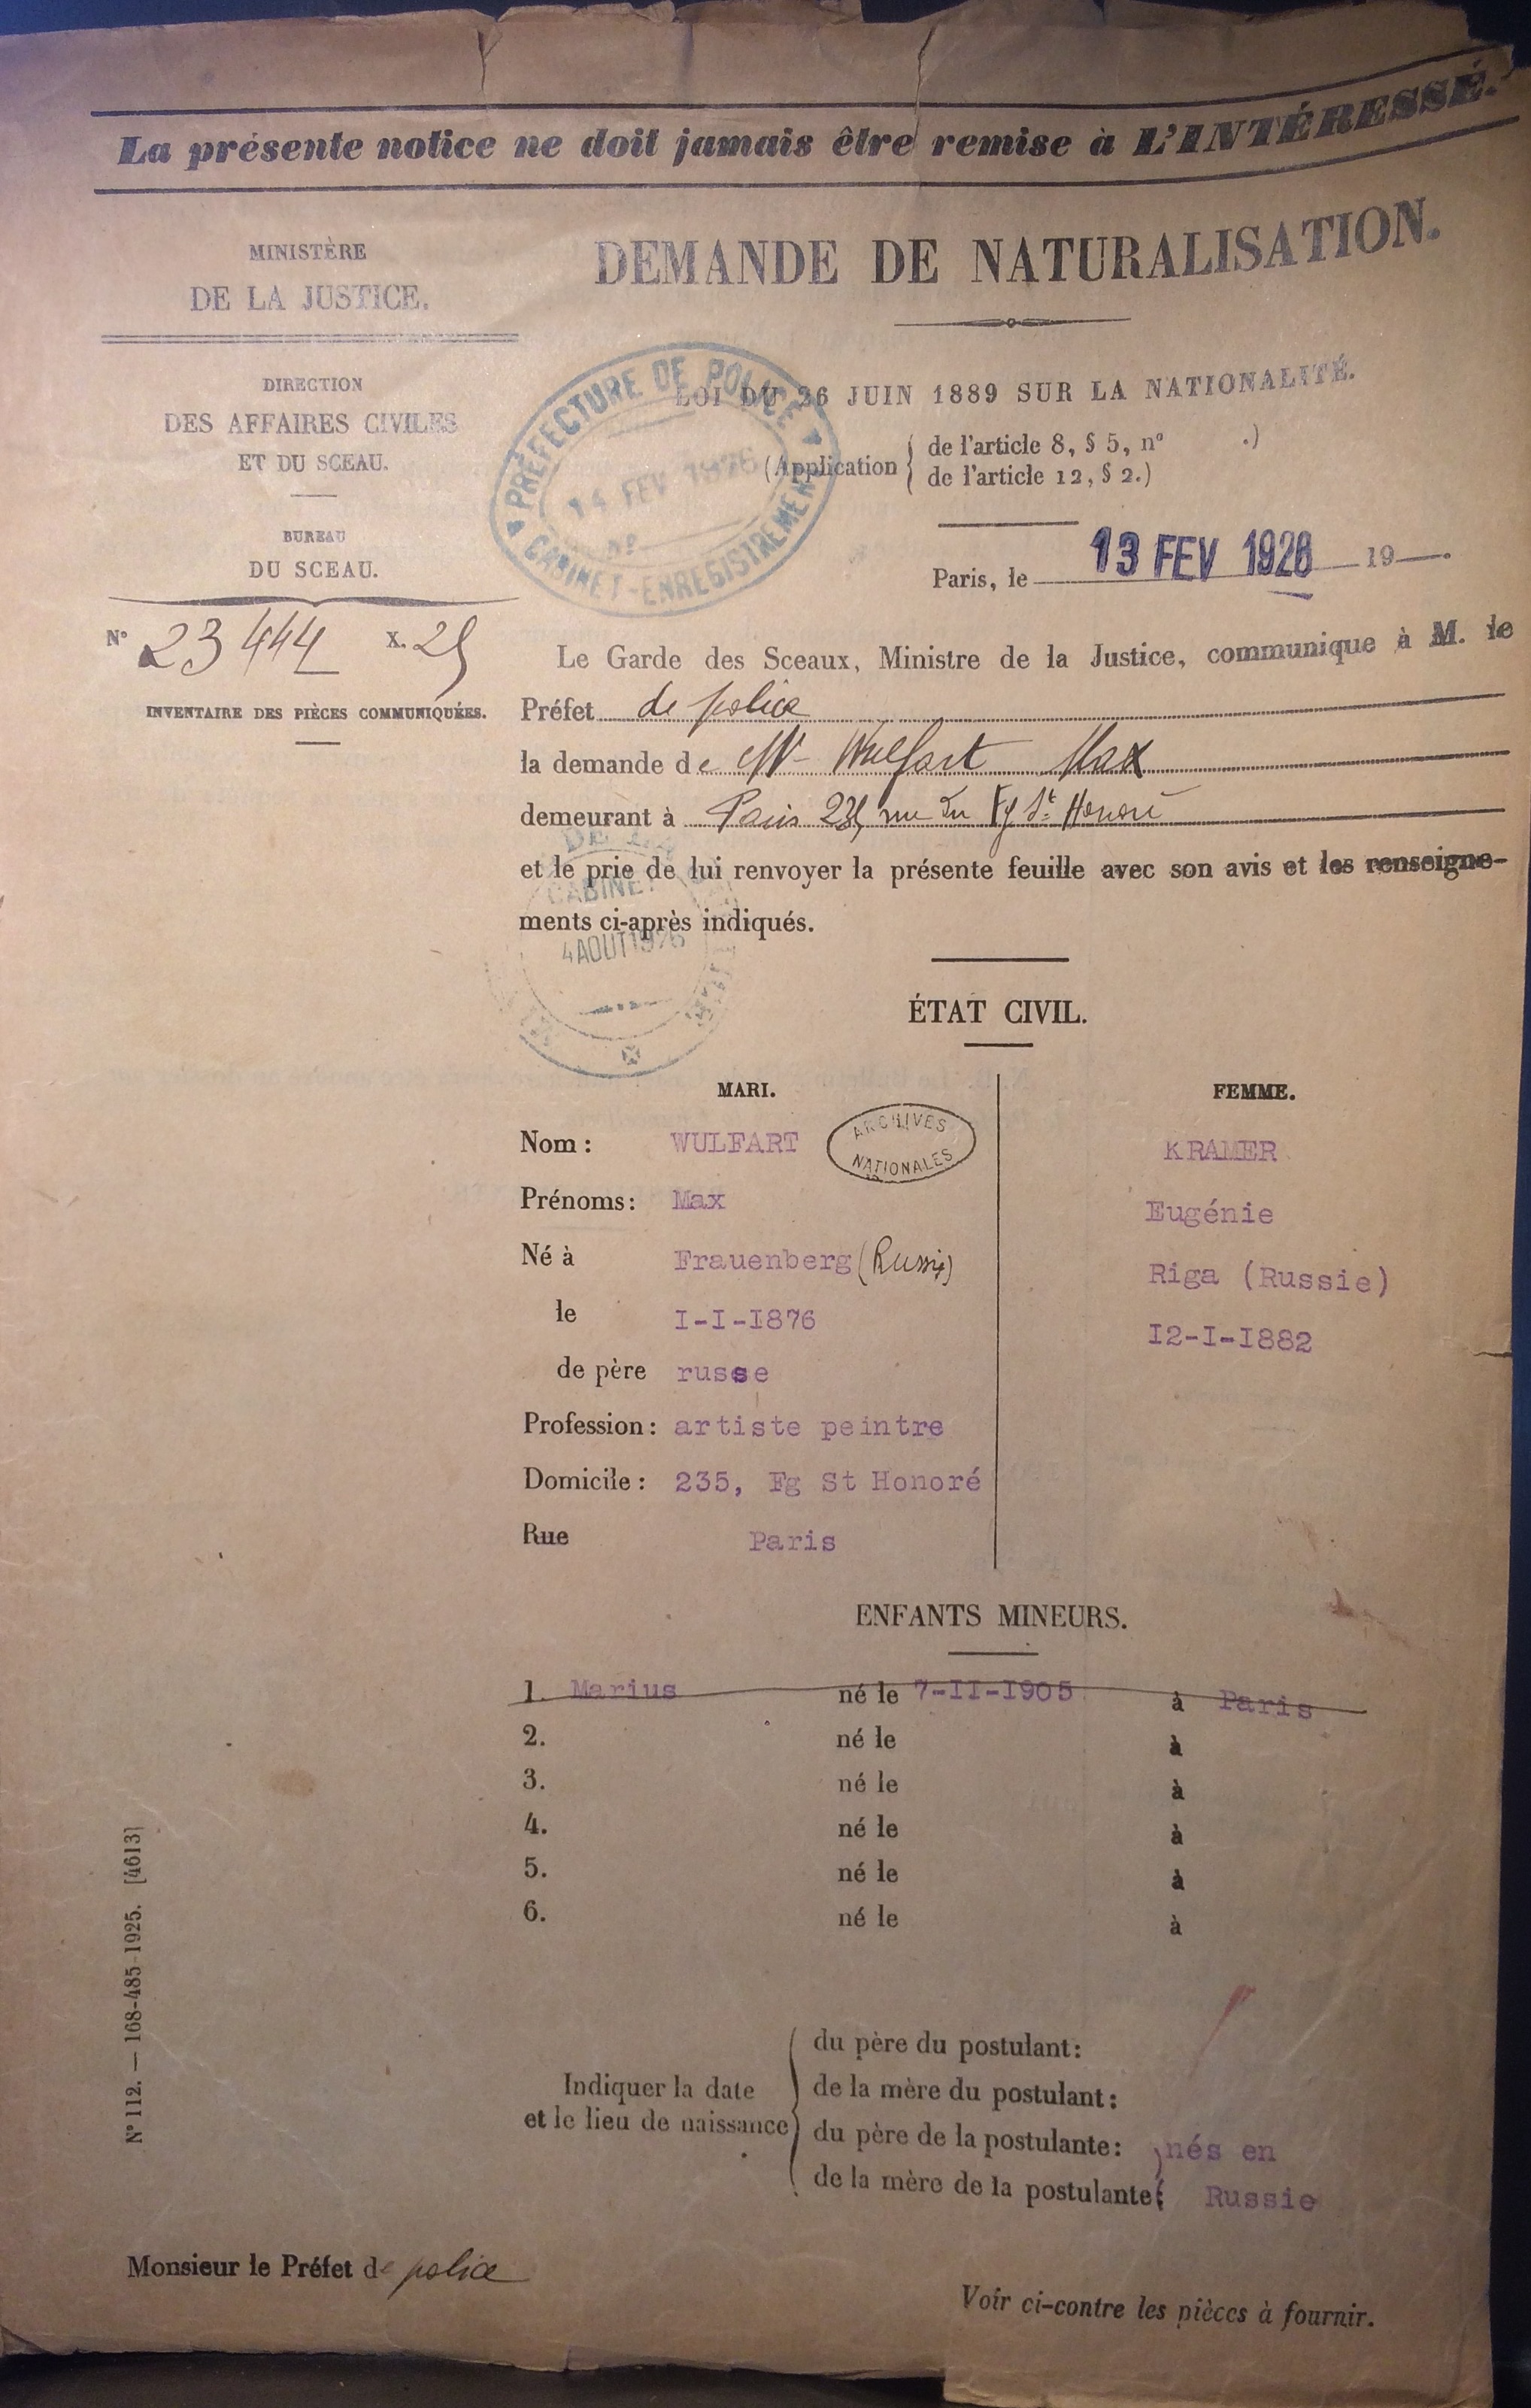 La présente notice ne doit jamais être remise à L'INTÉRESSÉ.
MINISTÈRE
DE LA JUSTICE.
DIRECTION
DES AFFAIRES CIVILES
ET DU SCEAU.
BUREAU
DU SCEAU.
N° 23444 X. 25
INVENTAIRE DES PIÈCES COMMUNIQUÉES.
DEMANDE DE NATURALISATION.
PRÉFECTURE DE POLICE
14 FEV 1926
CABINET-ENREGISTREMENT
LOI DU 26 JUIN 1889 SUR LA NATIONALITÉ.
(Application { de l'article 8, § 5, n° .)
de l'article 12, § 2.)
Paris, le 13 FEV 1926 19 .
Le Garde des Sceaux, Ministre de la Justice, communique à M. le
Préfet de police
la demande de Mr Wulfart Max
demeurant à Paris 235, rue du Fg St Honoré
et le prie de lui renvoyer la présente feuille avec son avis et les renseigne-
ments ci-après indiqués.
CABINET
4 AOUT 1926
ÉTAT CIVIL.
MARI. FEMME.
ARCHIVES
NATIONALES
Nom : WULFART KRAMER
Prénoms : Max Eugénie
Né à Frauenberg (Russie) Riga (Russie)
le I-I-I876 I2-I-I882
de père russe
Profession : artiste peintre
Domicile : 235, Fg St Honoré
Rue Paris
ENFANTS MINEURS.
1. Marius né le 7-II-I905 à Paris
2. né le à
3. né le à
4. né le à
5. né le à
6. né le à
Indiquer la date
et le lieu de naissance
du père du postulant :
de la mère du postulant :
du père de la postulante : nés en
de la mère de la postulante : Russie
N° 112. — 168-485-1925. [4613]
Monsieur le Préfet de police
Voir ci-contre les pièces à fournir.